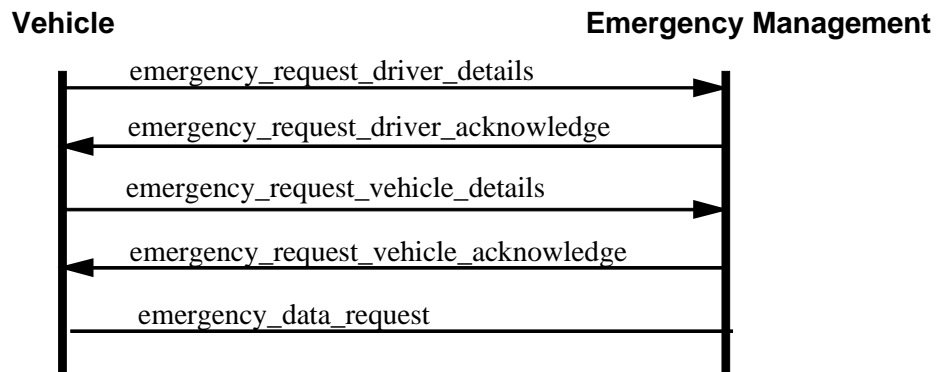 Vehicle Emergency Management
emergency_request_driver_details
emergency_request_driver_acknowledge
emergency_request_vehicle_details
emergency_request_vehicle_acknowledge
emergency_data_request